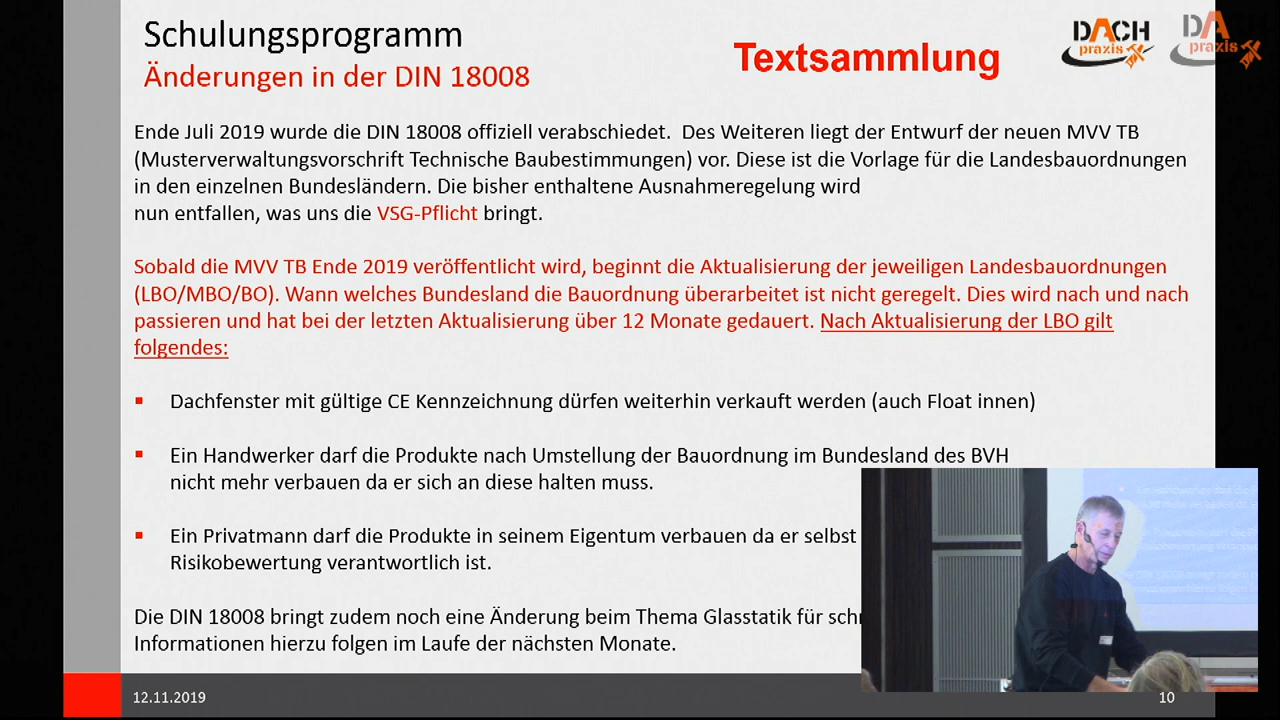 Schulungsprogramm
Änderungen in der DIN 18008
Textsammlung
DACH
praxis
DACH
praxis
Ende Juli 2019 wurde die DIN 18008 offiziell verabschiedet. Des Weiteren liegt der Entwurf der neuen MVV TB
(Musterverwaltungsvorschrift Technische Baubestimmungen) vor. Diese ist die Vorlage für die Landesbauordnungen
in den einzelnen Bundesländern. Die bisher enthaltene Ausnahmeregelung wird
nun entfallen, was uns die VSG-Pflicht bringt.
Sobald die MVV TB Ende 2019 veröffentlicht wird, beginnt die Aktualisierung der jeweiligen Landesbauordnungen
(LBO/MBO/BO). Wann welches Bundesland die Bauordnung überarbeitet ist nicht geregelt. Dies wird nach und nach
passieren und hat bei der letzten Aktualisierung über 12 Monate gedauert. Nach Aktualisierung der LBO gilt
folgendes:
▪ Dachfenster mit gültige CE Kennzeichnung dürfen weiterhin verkauft werden (auch Float innen)
▪ Ein Handwerker darf die Produkte nach Umstellung der Bauordnung im Bundesland des BVH
nicht mehr verbauen da er sich an diese halten muss.
▪ Ein Privatmann darf die Produkte in seinem Eigentum verbauen da er selbst
Risikobewertung verantwortlich ist.
Die DIN 18008 bringt zudem noch eine Änderung beim Thema Glasstatik für
Informationen hierzu folgen im Laufe der nächsten Monate.
12.11.2019
10